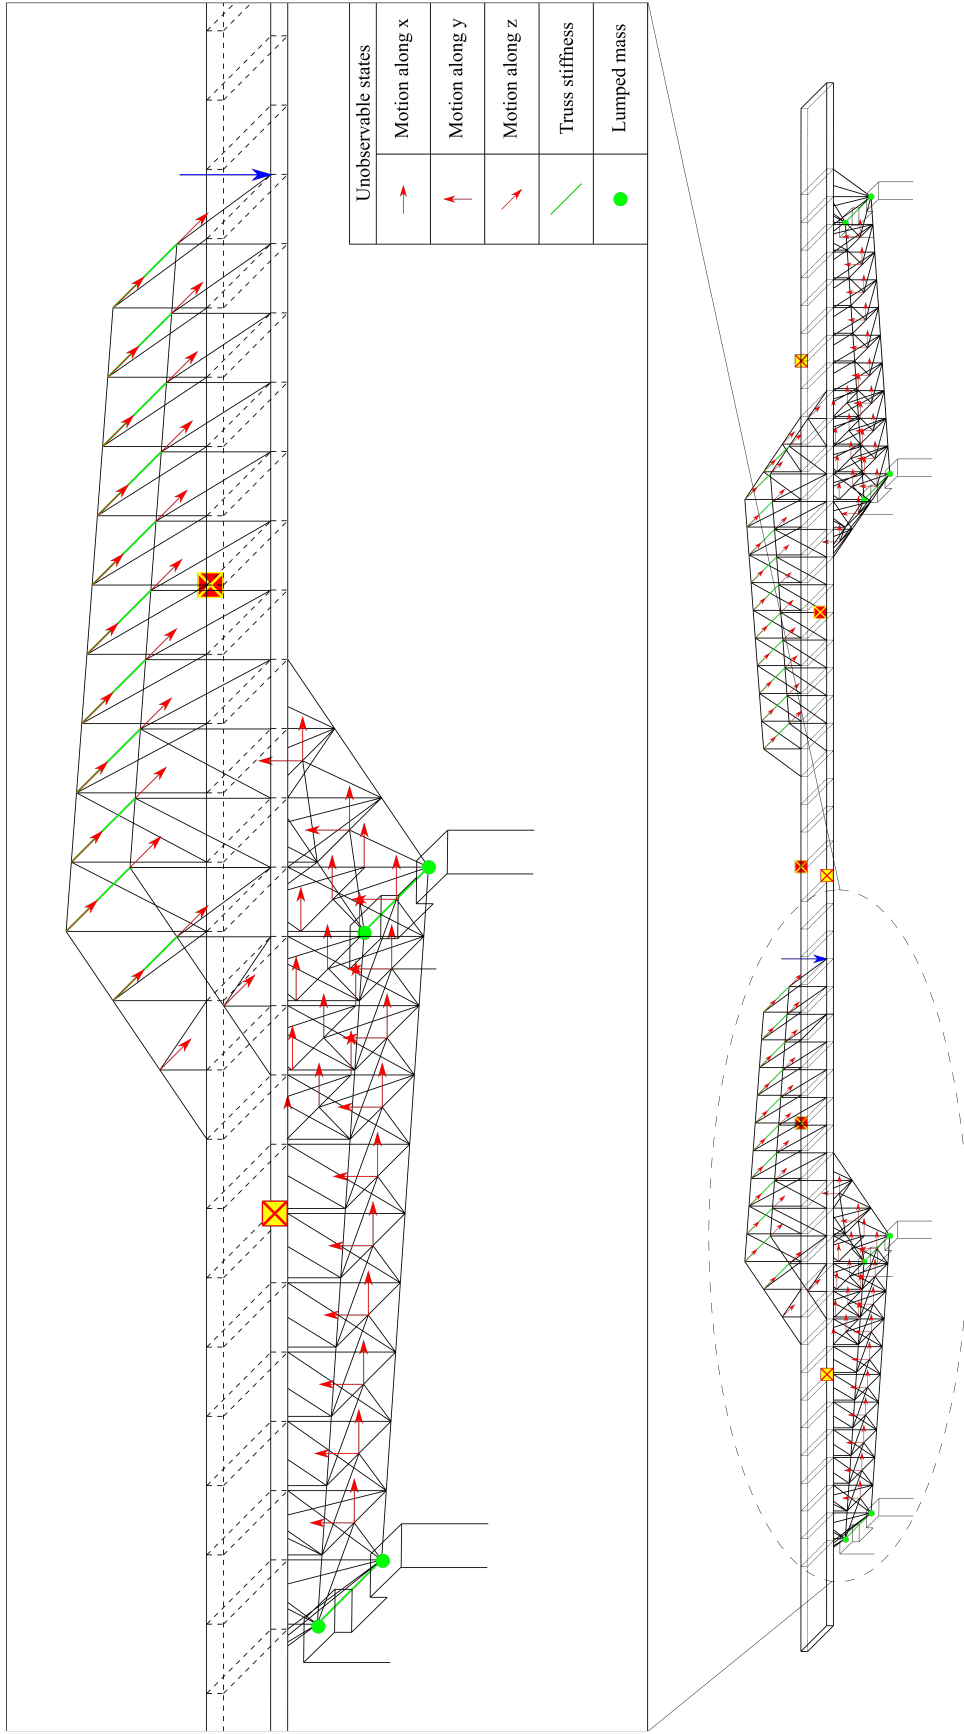 Unobservable states
Motion along x
Motion along y
Motion along z
Truss stiffness
Lumped mass